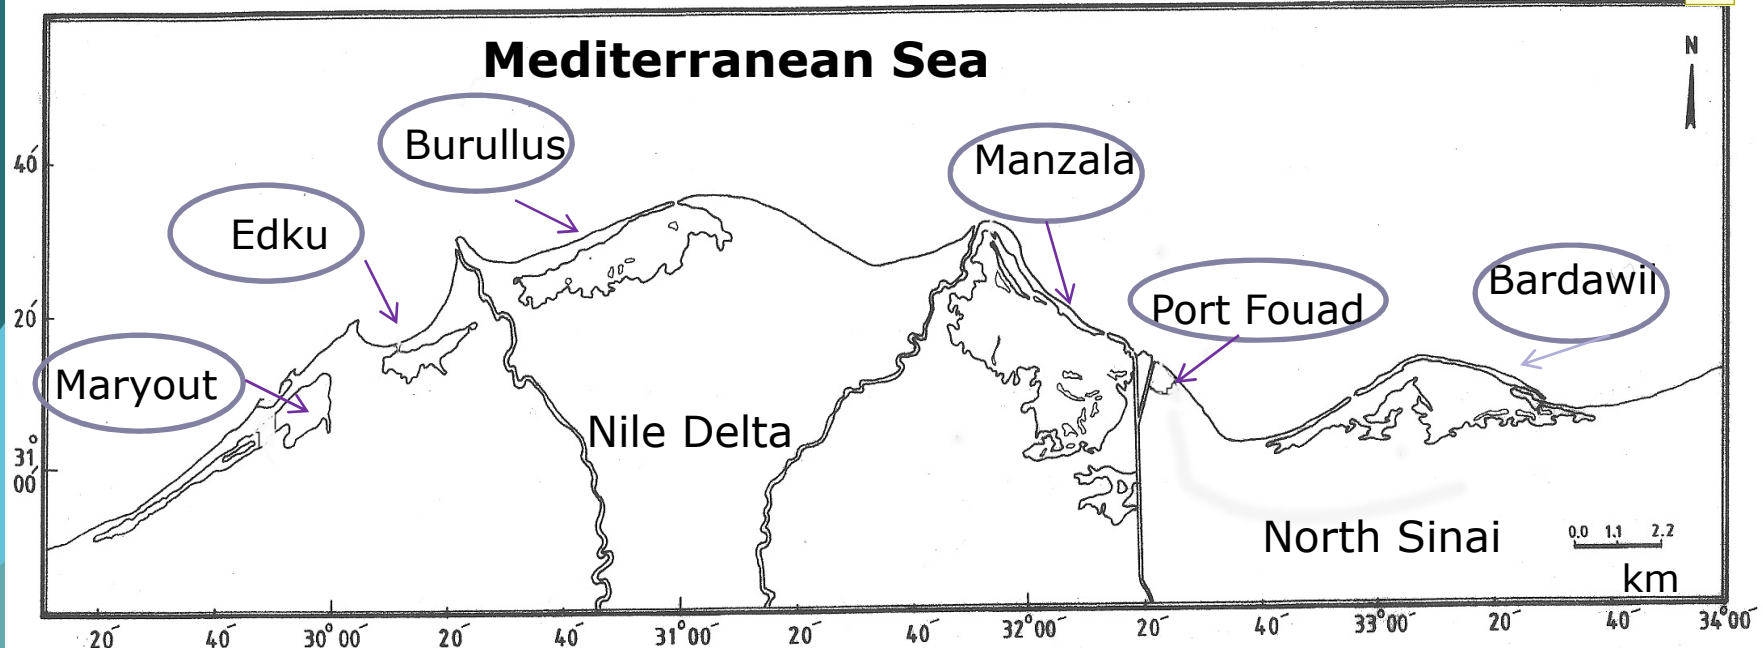 Mediterranean Sea
N
Burullus
Manzala
Edku
Bardawil
Port Fouad
Maryout
Nile Delta
North Sinai
0.0 1.1 2.2
km
40́
20́
31°
00́
20′ 40′ 30°00′ 20′ 40′ 31°00′ 20′ 40′ 32°00′ 20′ 40′ 33°00′ 20′ 40′ 34°00′